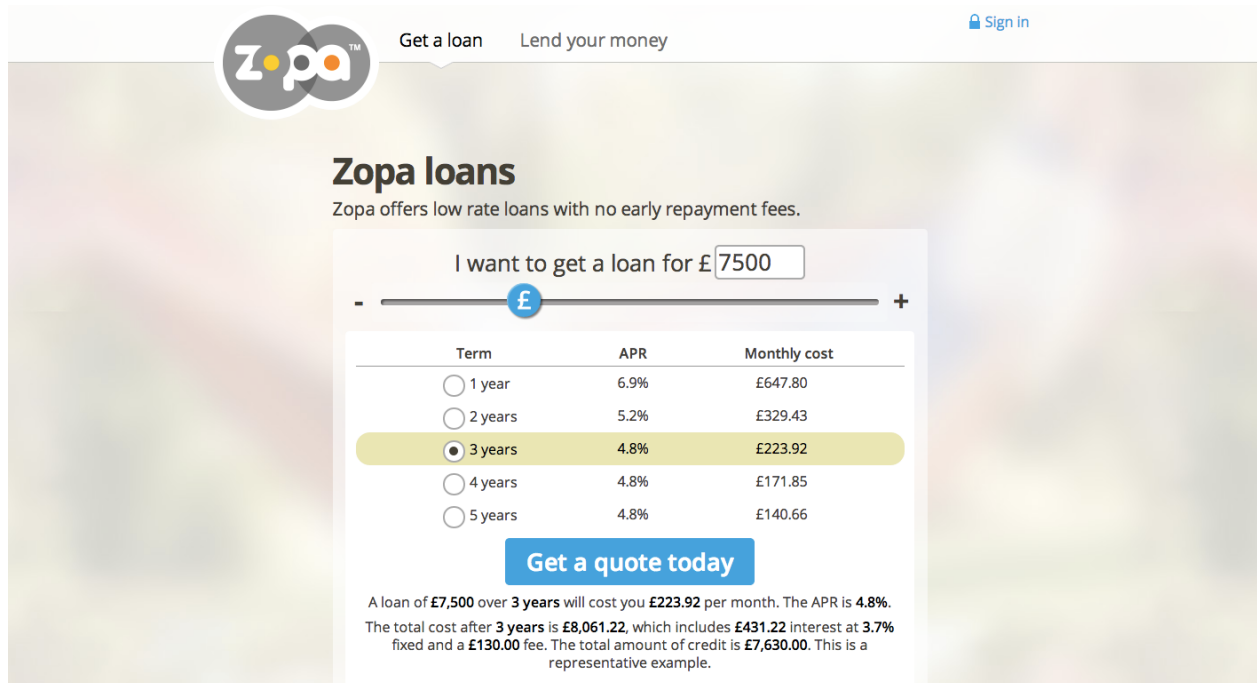 zopa™
Get a loan Lend your money
Sign in
Zopa loans
Zopa offers low rate loans with no early repayment fees.
I want to get a loan for £ 7500
- £ +
Term APR Monthly cost
1 year 6.9% £647.80
2 years 5.2% £329.43
3 years 4.8% £223.92
4 years 4.8% £171.85
5 years 4.8% £140.66
Get a quote today
A loan of £7,500 over 3 years will cost you £223.92 per month. The APR is 4.8%.
The total cost after 3 years is £8,061.22, which includes £431.22 interest at 3.7%
fixed and a £130.00 fee. The total amount of credit is £7,630.00. This is a
representative example.